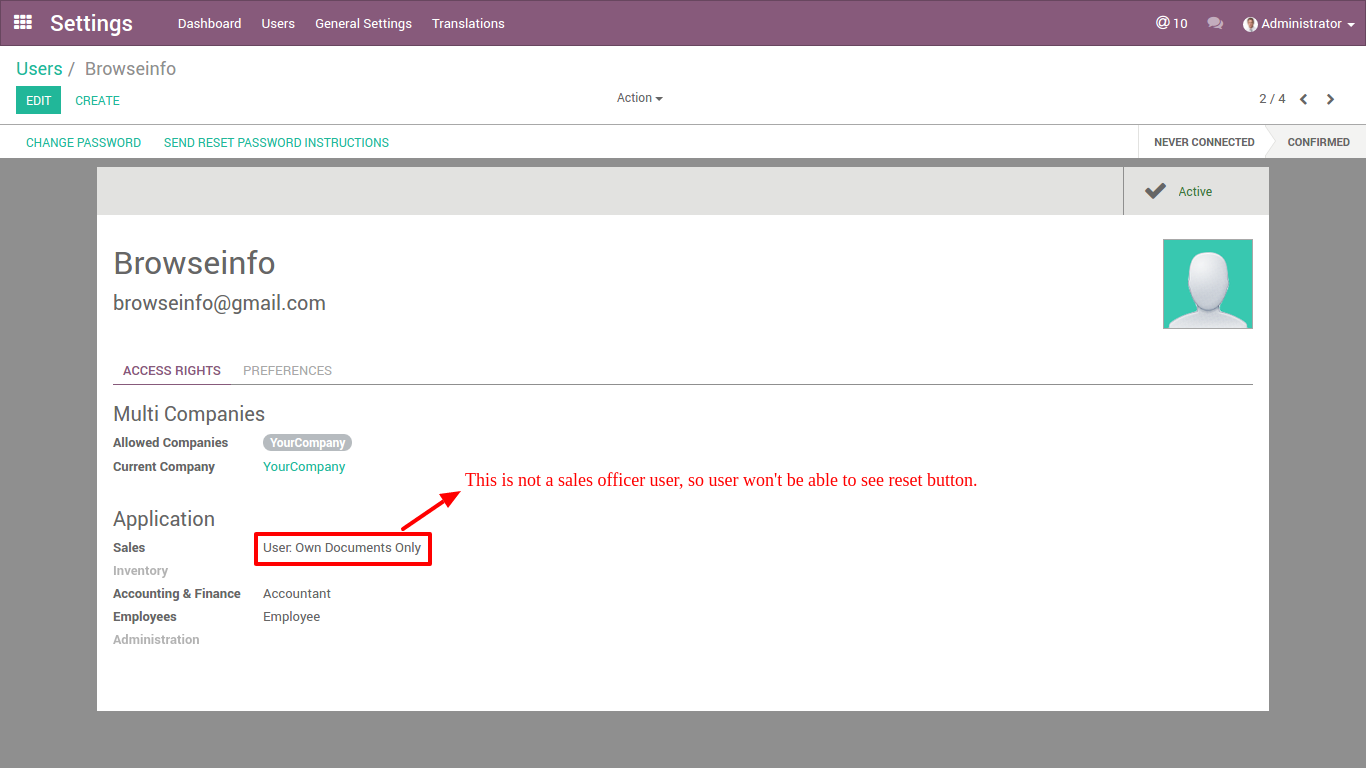 Settings Dashboard Users General Settings Translations @ 10 Administrator
Users / Browseinfo
EDIT CREATE Action 2 / 4
CHANGE PASSWORD SEND RESET PASSWORD INSTRUCTIONS NEVER CONNECTED CONFIRMED
Active
Browseinfo
browseinfo@gmail.com
ACCESS RIGHTS PREFERENCES
Multi Companies
Allowed Companies YourCompany
Current Company YourCompany
This is not a sales officer user, so user won't be able to see reset button.
Application
Sales User: Own Documents Only
Inventory
Accounting & Finance Accountant
Employees Employee
Administration